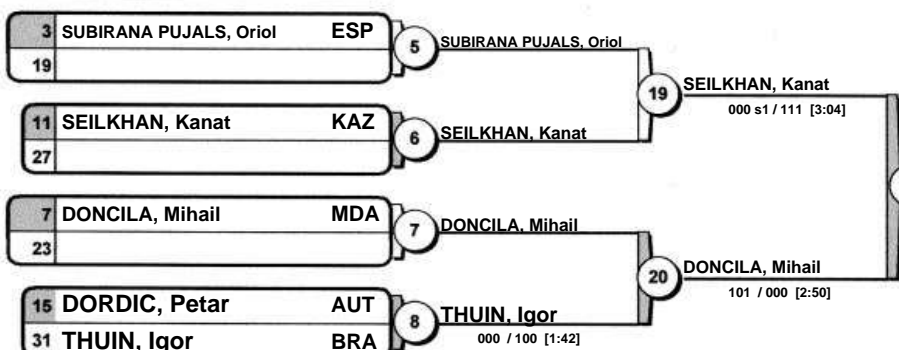 3 SUBIRANA PUJALS, Oriol ESP
19
5 SUBIRANA PUJALS, Oriol
11 SEILKHAN, Kanat KAZ
27
6 SEILKHAN, Kanat
19 SEILKHAN, Kanat
000 s1 / 111 [3:04]
7 DONCILA, Mihail MDA
23
7 DONCILA, Mihail
15 DORDIC, Petar AUT
31 THUIN, Igor BRA
8 THUIN, Igor
000 / 100 [1:42]
20 DONCILA, Mihail
101 / 000 [2:50]